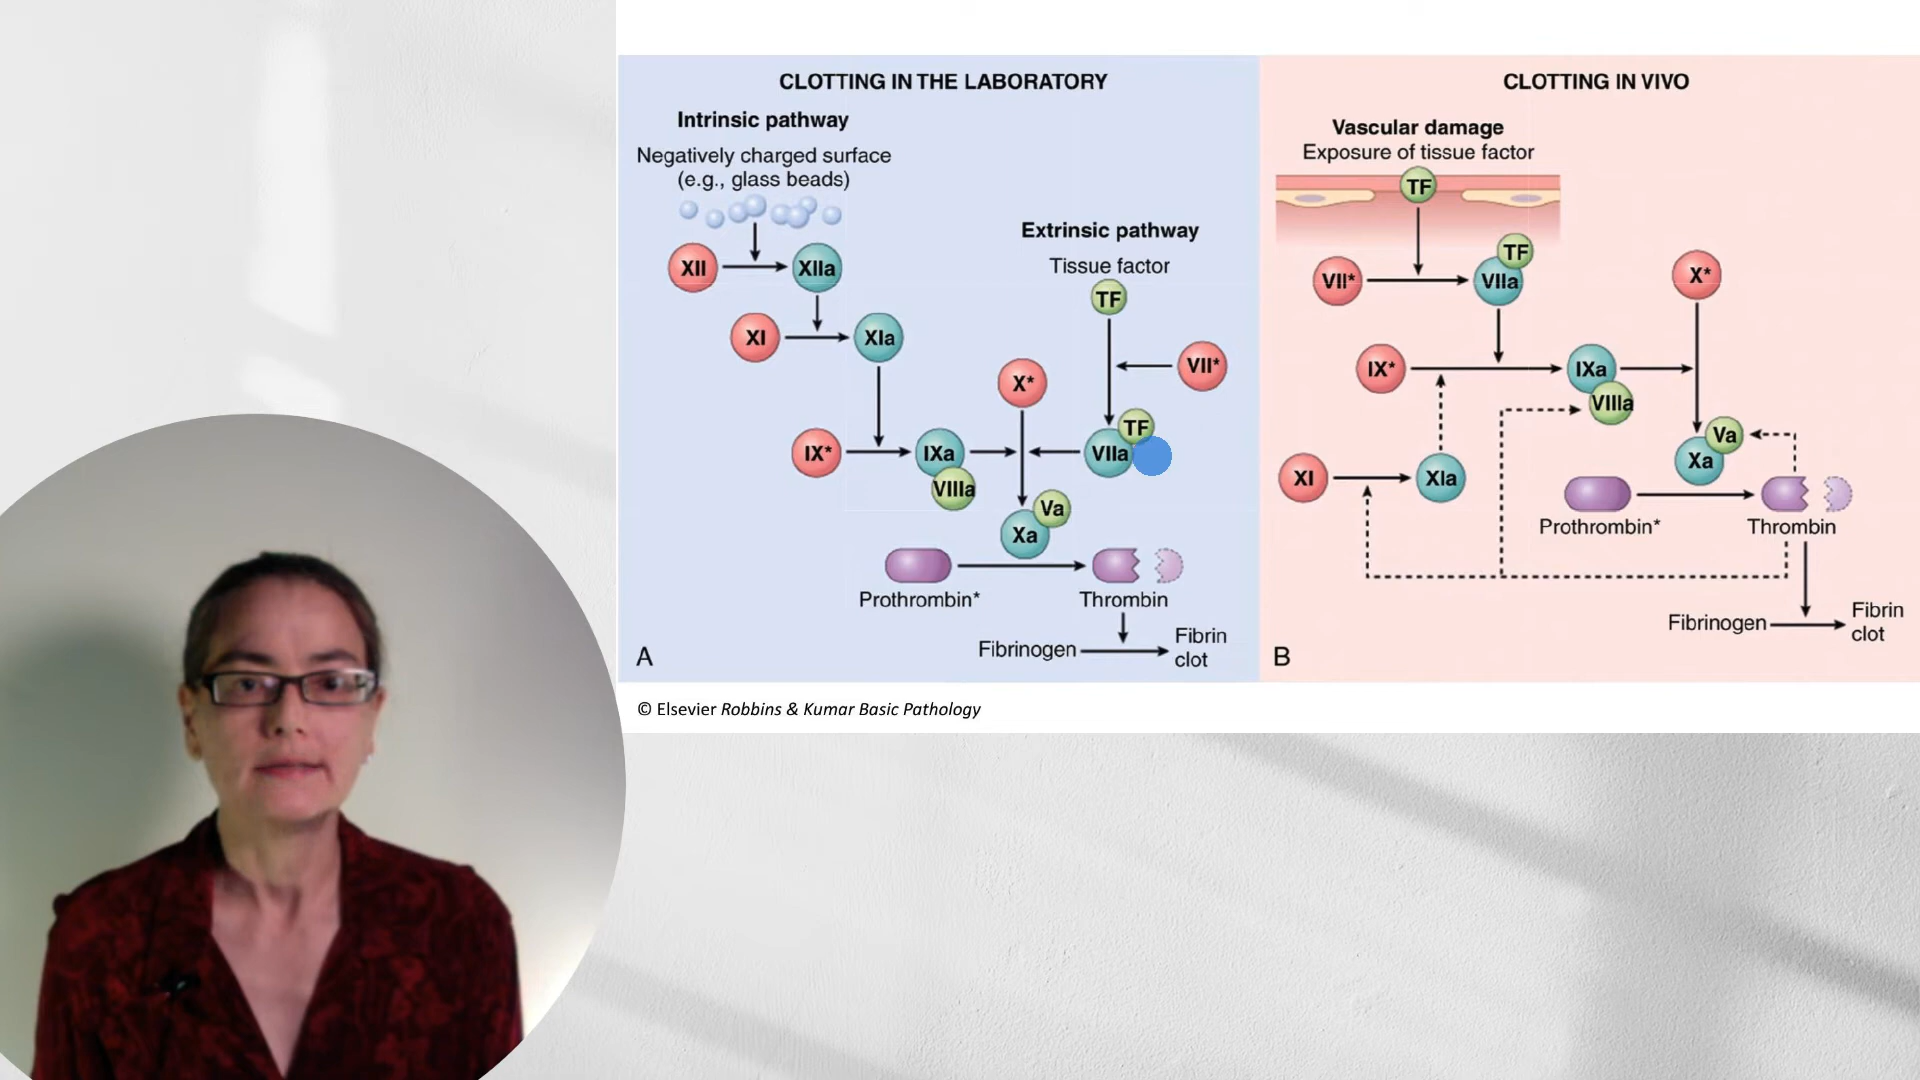 CLOTTING IN THE LABORATORY
Intrinsic pathway
Negatively charged surface
(e.g., glass beads)
XII
XIIa
XI
XIa
Extrinsic pathway
Tissue factor
TF
VII*
X*
TF
IX*
IXa
VIIa
VIIIa
Va
Xa
Prothrombin*
Thrombin
Fibrinogen
Fibrin
clot
A
CLOTTING IN VIVO
Vascular damage
Exposure of tissue factor
TF
TF
VII*
VIIa
X*
IX*
IXa
VIIIa
Va
Xa
XI
XIa
Prothrombin*
Thrombin
Fibrinogen
Fibrin
clot
B
© Elsevier Robbins & Kumar Basic Pathology